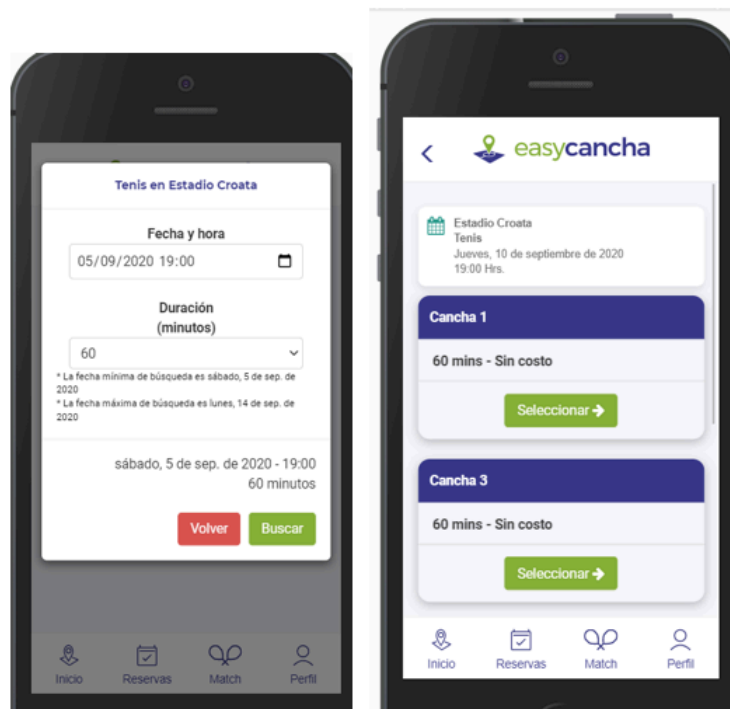 Tenis en Estadio Croata
Fecha y hora
05/09/2020 19:00
Duración
(minutos)
60
* La fecha mínima de búsqueda es sábado, 5 de sep. de
2020
* La fecha máxima de búsqueda es lunes, 14 de sep. de
2020
sábado, 5 de sep. de 2020 - 19:00
60 minutos
Volver
Buscar
Inicio
Reservas
Match
Perfil
easycancha
Estadio Croata
Tenis
Jueves, 10 de septiembre de 2020
19:00 Hrs.
Cancha 1
60 mins - Sin costo
Seleccionar
Cancha 3
60 mins - Sin costo
Seleccionar
Inicio
Reservas
Match
Perfil